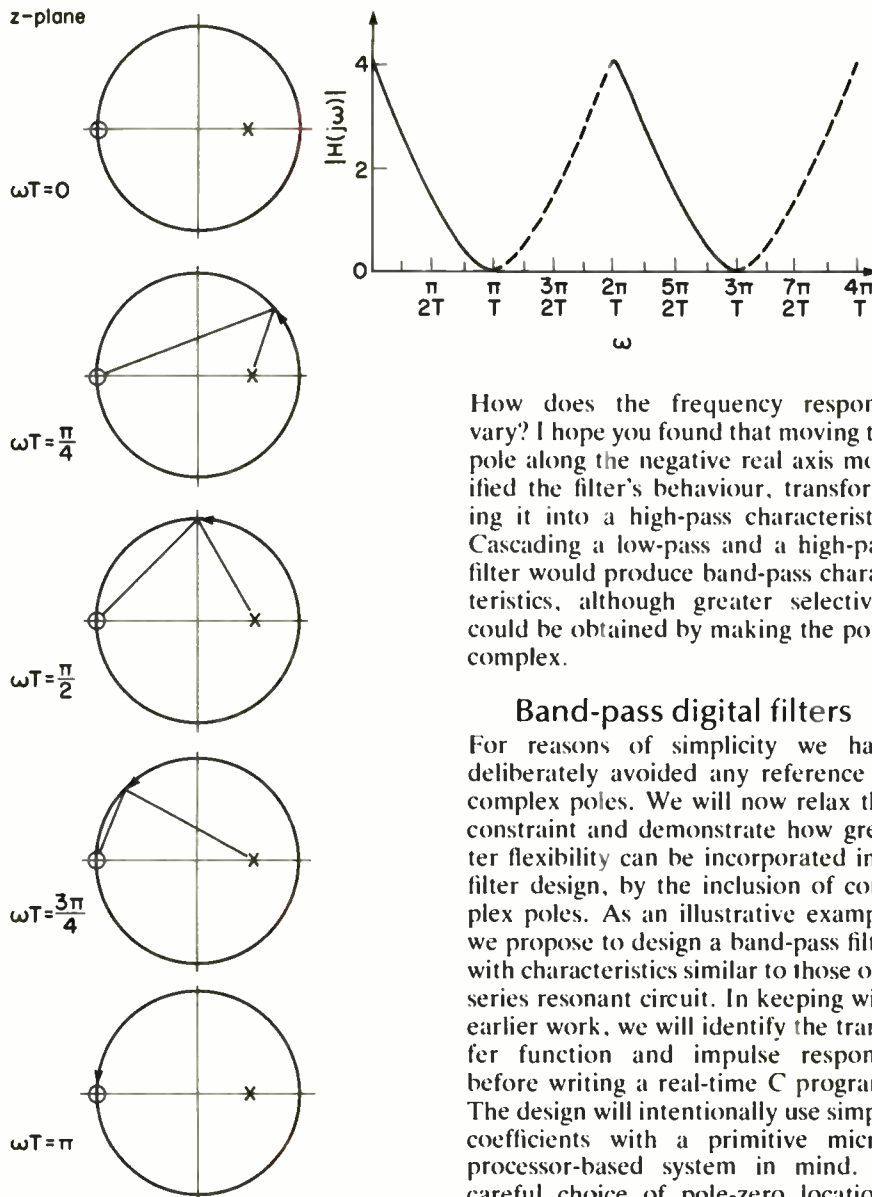 z-plane
ωT=0
ωT=π/4
ωT=π/2
ωT=3π/4
ωT=π
|H(jω)|
4
2
0
π/2T π/T 3π/2T 2π/T 5π/2T 3π/T 7π/2T 4π/T
ω
How does the frequency respon
vary? I hope you found that moving t
pole along the negative real axis mo
ified the filter's behaviour, transfor
ing it into a high-pass characterist
Cascading a low-pass and a high-pa
filter would produce band-pass chara
teristics, although greater selectiv
could be obtained by making the po
complex.
Band-pass digital filters
For reasons of simplicity we ha
deliberately avoided any reference
complex poles. We will now relax th
constraint and demonstrate how gre
ter flexibility can be incorporated in
filter design, by the inclusion of co
plex poles. As an illustrative examp
we propose to design a band-pass filt
with characteristics similar to those o
series resonant circuit. In keeping wi
earlier work, we will identify the tran
fer function and impulse respon
before writing a real-time C program
The design will intentionally use simp
coefficients with a primitive micr
processor-based system in mind.
careful choice of pole-zero location